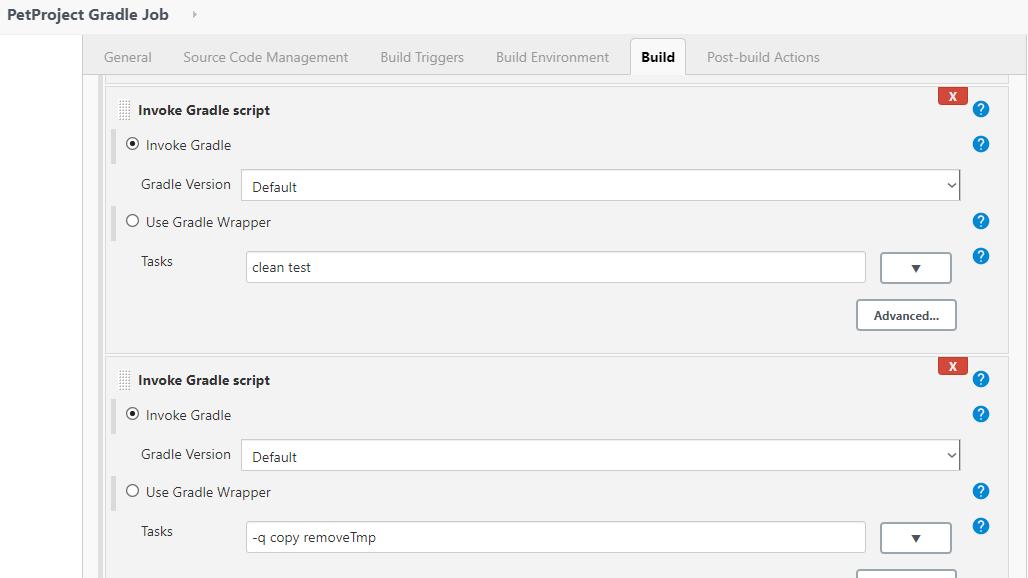 PetProject Gradle Job
General Source Code Management Build Triggers Build Environment Build Post-build Actions
Invoke Gradle script X ?
Invoke Gradle ?
Gradle Version Default
Use Gradle Wrapper ?
Tasks clean test ▼ ?
Advanced...
Invoke Gradle script X ?
Invoke Gradle ?
Gradle Version Default
Use Gradle Wrapper ?
Tasks -q copy removeTmp ▼ ?